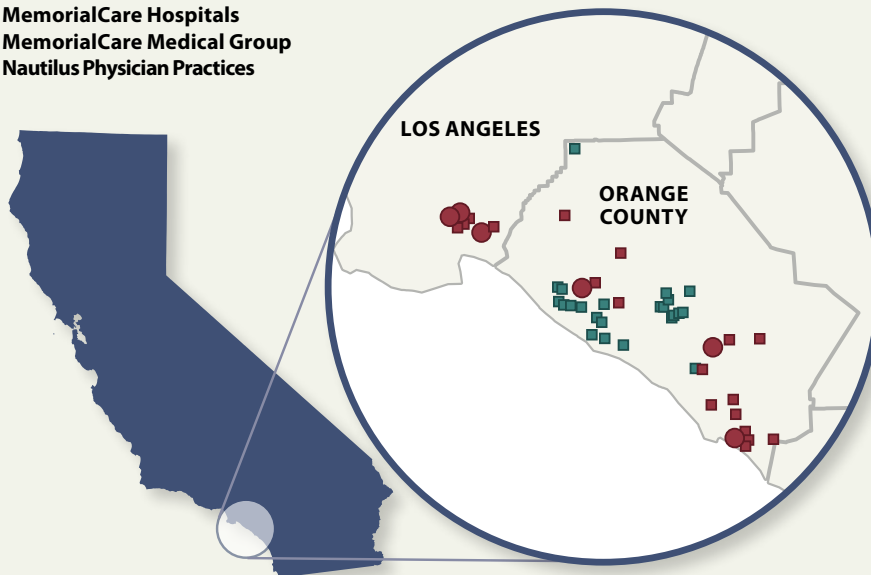 MemorialCare Hospitals
MemorialCare Medical Group
Nautilus Physician Practices
LOS ANGELES
ORANGE
COUNTY